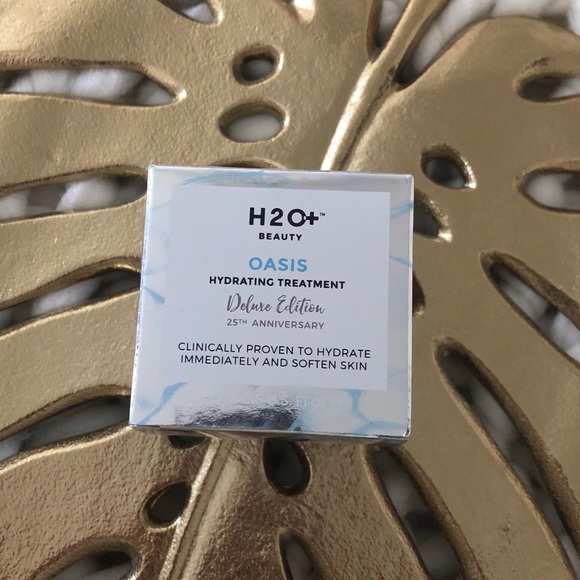 H2O+™
BEAUTY
OASIS
HYDRATING TREATMENT
Deluxe Edition
25TH ANNIVERSARY
CLINICALLY PROVEN TO HYDRATE
IMMEDIATELY AND SOFTEN SKIN